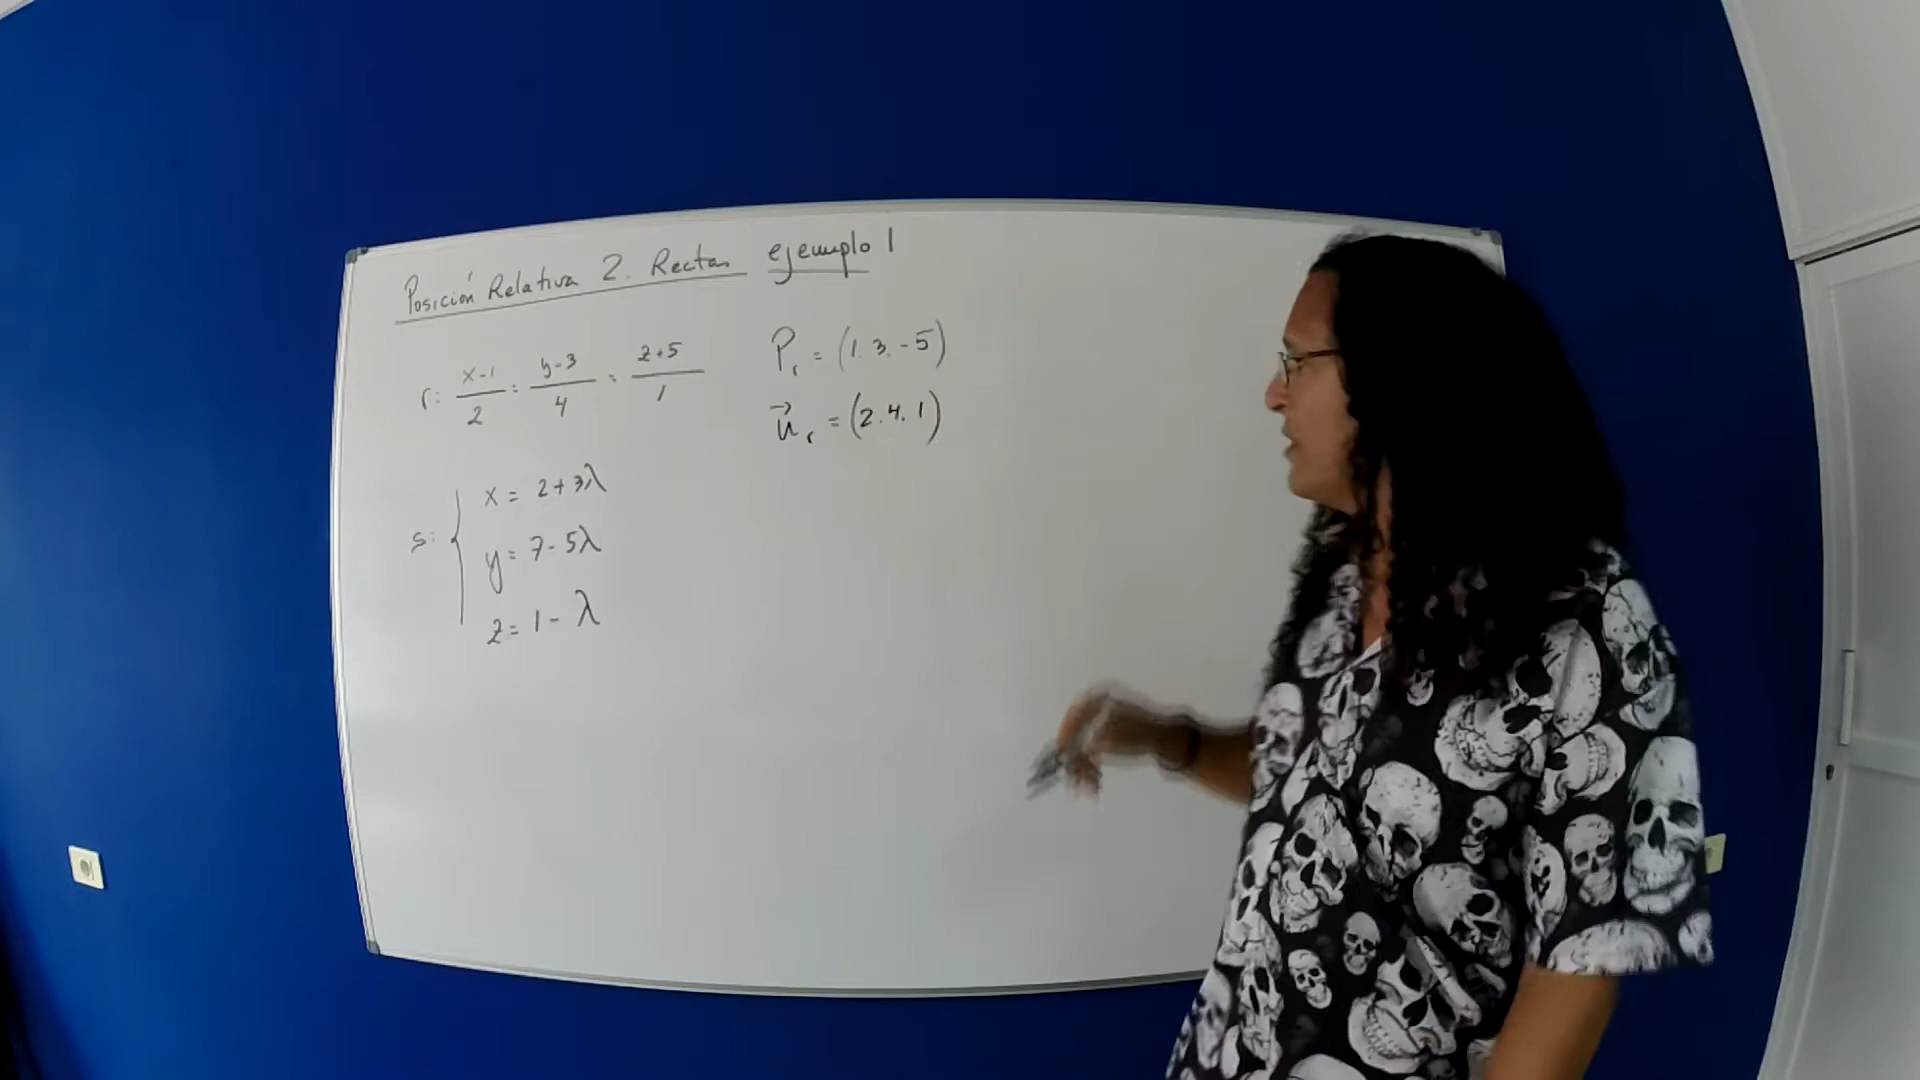 Posición Relativa 2. Rectas ejemplo 1
r: x-1/2 = y-3/4 = z+5/1
P_r = (1. 3. -5)
u⃗_r = (2. 4. 1)
s: { x = 2+3λ
y = 7-5λ
z = 1-λ